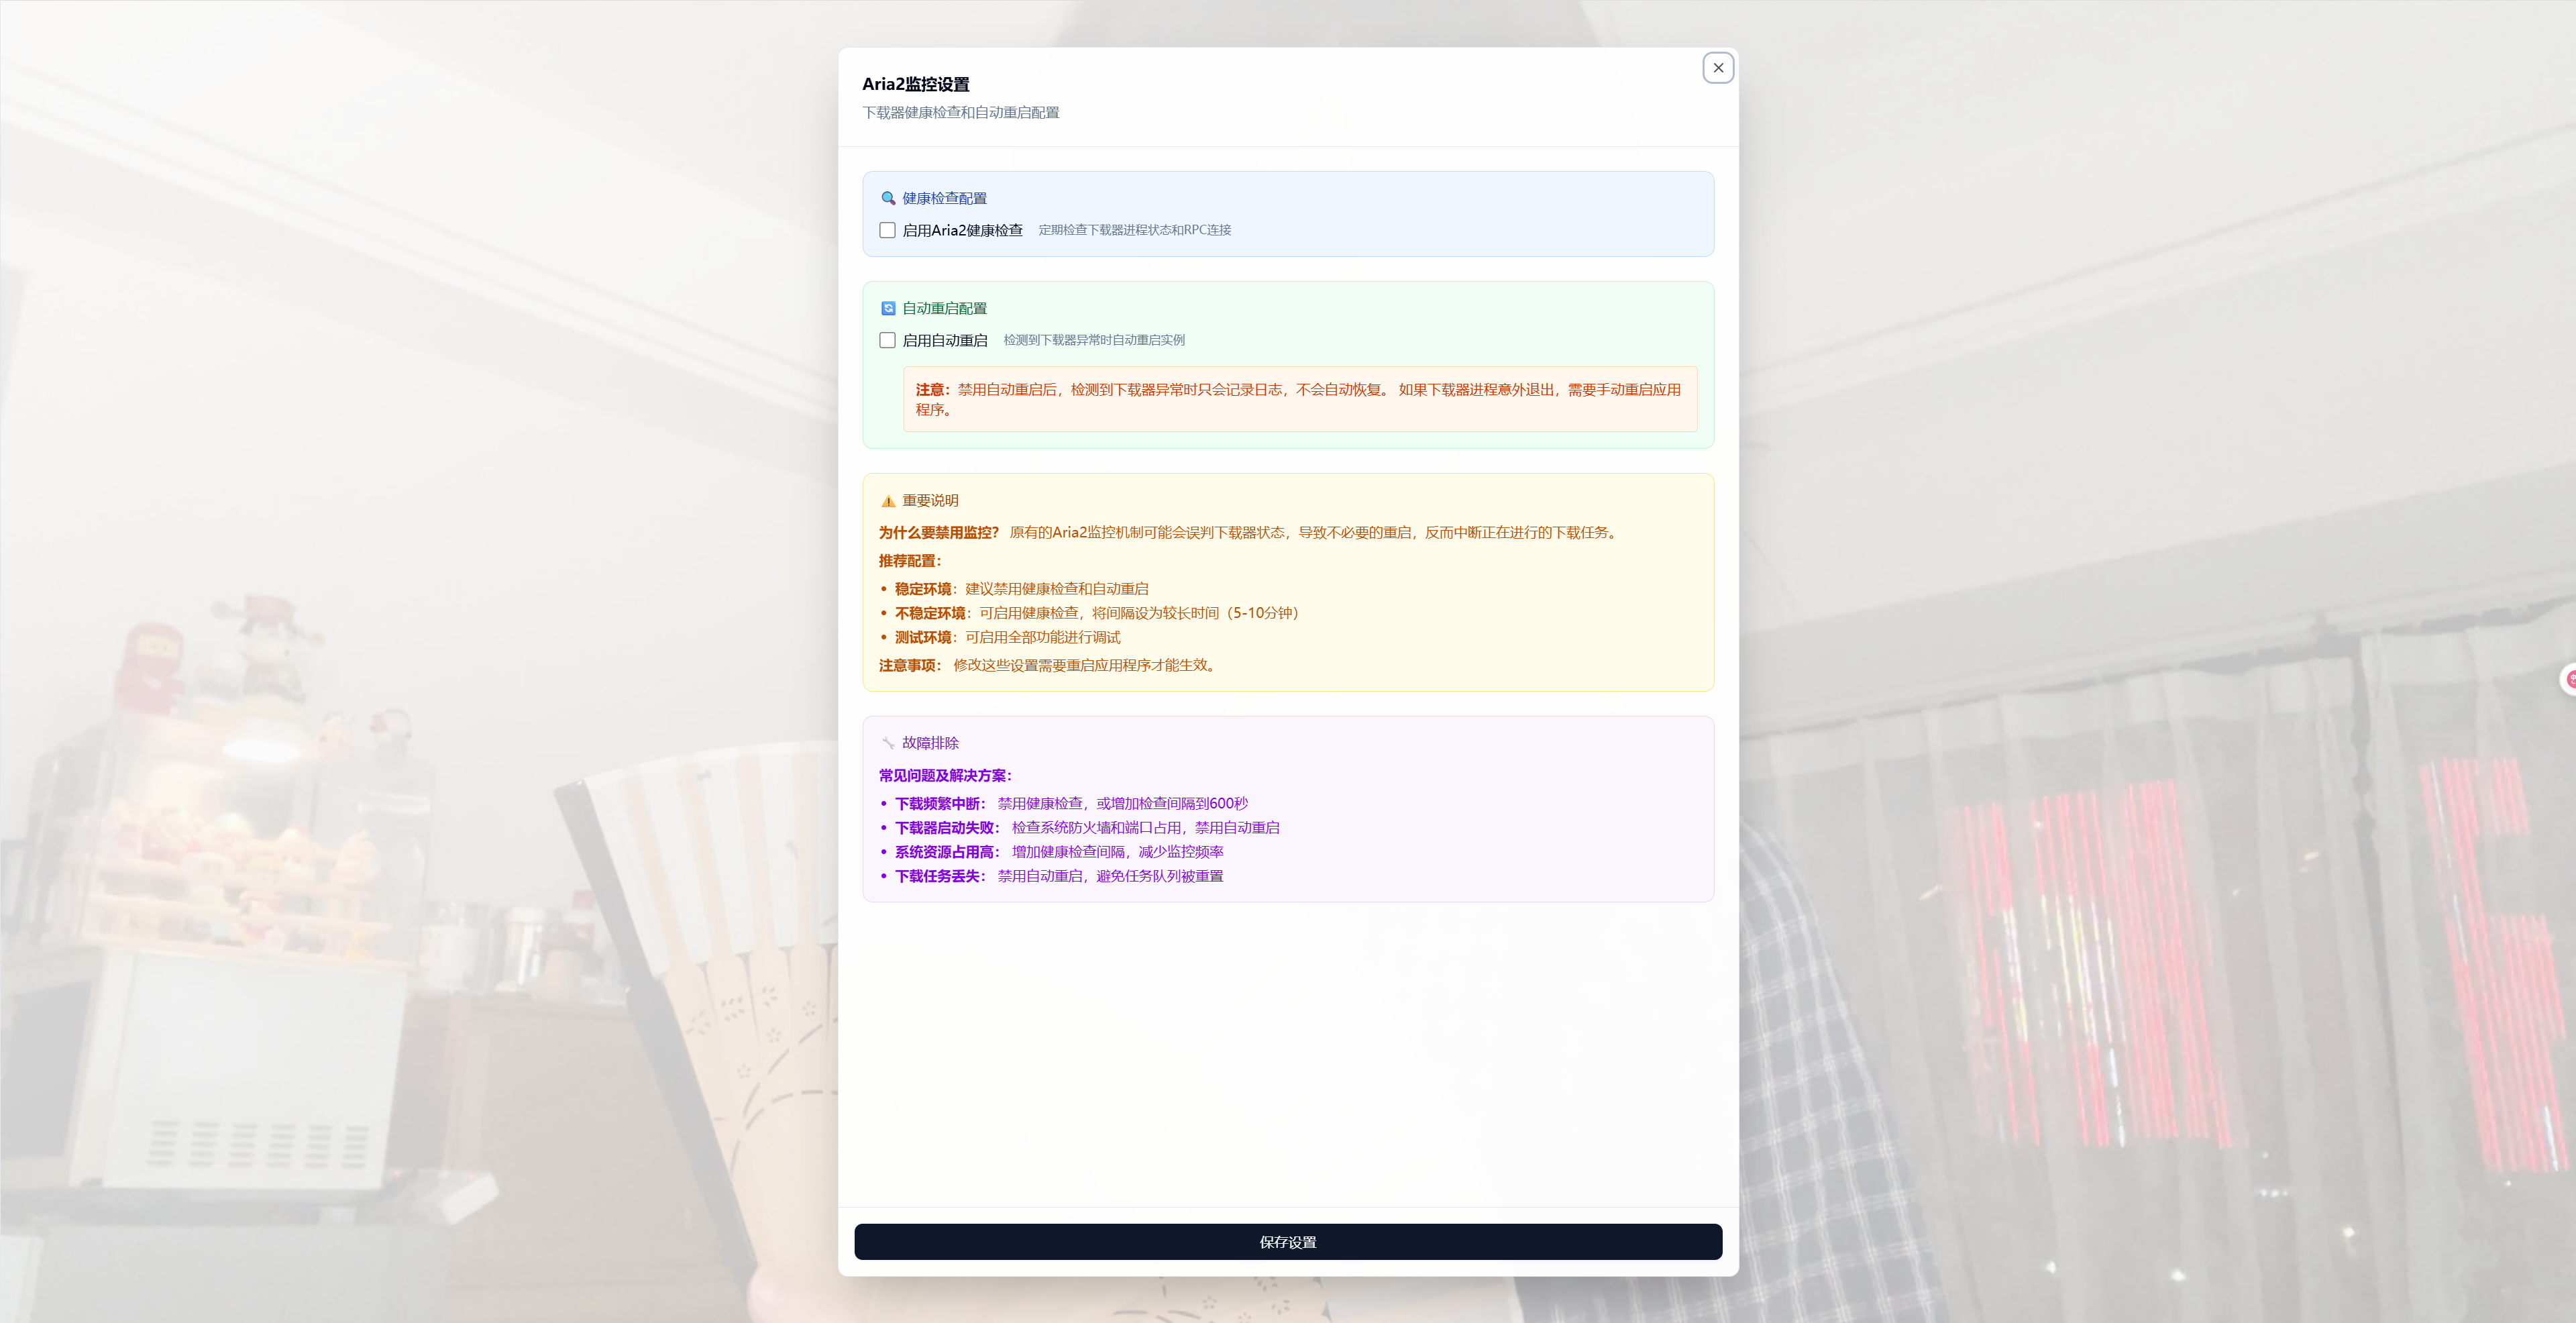 Aria2监控设置
下载器健康检查和自动重启配置
🔍 健康检查配置
启用Aria2健康检查 定期检查下载器进程状态和RPC连接
🔄 自动重启配置
启用自动重启 检测到下载器异常时自动重启实例
注意：禁用自动重启后，检测到下载器异常时只会记录日志，不会自动恢复。 如果下载器进程意外退出，需要手动重启应用
程序。
⚠️ 重要说明
为什么要禁用监控？ 原有的Aria2监控机制可能会误判下载器状态，导致不必要的重启，反而中断正在进行的下载任务。
推荐配置：
• 稳定环境：建议禁用健康检查和自动重启
• 不稳定环境：可启用健康检查，将间隔设为较长时间（5-10分钟）
• 测试环境：可启用全部功能进行调试
注意事项： 修改这些设置需要重启应用程序才能生效。
🔧 故障排除
常见问题及解决方案：
• 下载频繁中断： 禁用健康检查，或增加检查间隔到600秒
• 下载器启动失败： 检查系统防火墙和端口占用，禁用自动重启
• 系统资源占用高： 增加健康检查间隔，减少监控频率
• 下载任务丢失： 禁用自动重启，避免任务队列被重置
保存设置